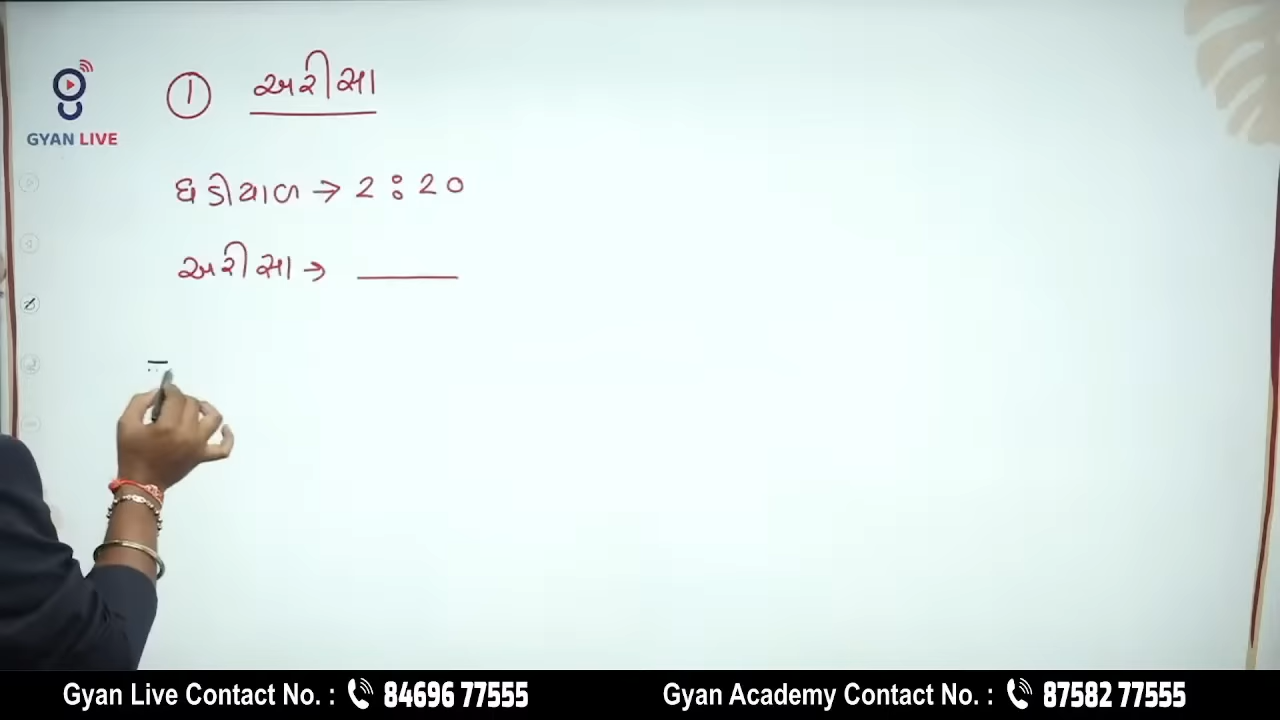 GYAN LIVE
① અરીસા
ઘડીયાળ → 2 : 20
અરીસા → ______
Gyan Live Contact No. : 84696 77555
Gyan Academy Contact No. : 87582 77555